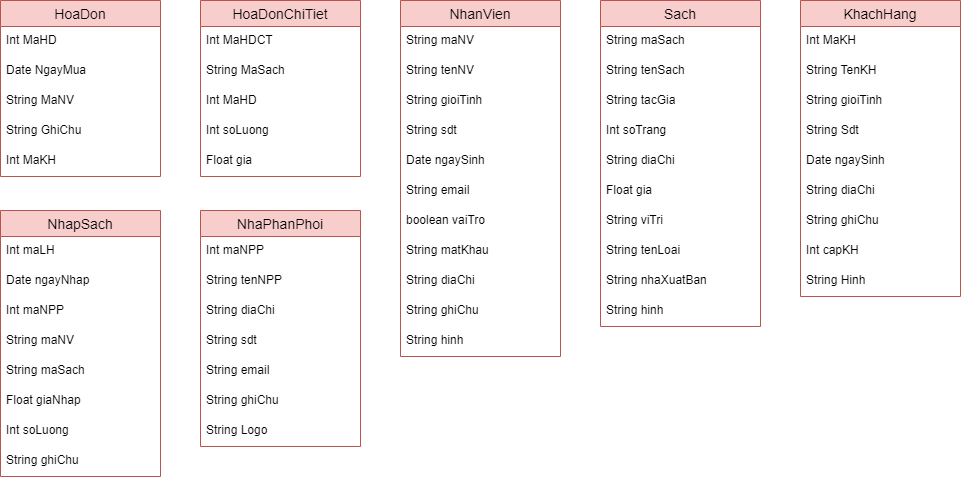 HoaDon
Int MaHD
Date NgayMua
String MaNV
String GhiChu
Int MaKH
HoaDonChiTiet
Int MaHDCT
String MaSach
Int MaHD
Int soLuong
Float gia
NhanVien
String maNV
String tenNV
String gioiTinh
String sdt
Date ngaySinh
String email
boolean vaiTro
String matKhau
String diaChi
String ghiChu
String hinh
Sach
String maSach
String tenSach
String tacGia
Int soTrang
String diaChi
Float gia
String viTri
String tenLoai
String nhaXuatBan
String hinh
KhachHang
Int MaKH
String TenKH
String gioiTinh
String Sdt
Date ngaySinh
String diaChi
String ghiChu
Int capKH
String Hinh
NhapSach
Int maLH
Date ngayNhap
Int maNPP
String maNV
String maSach
Float giaNhap
Int soLuong
String ghiChu
NhaPhanPhoi
Int maNPP
String tenNPP
String diaChi
String sdt
String email
String ghiChu
String Logo